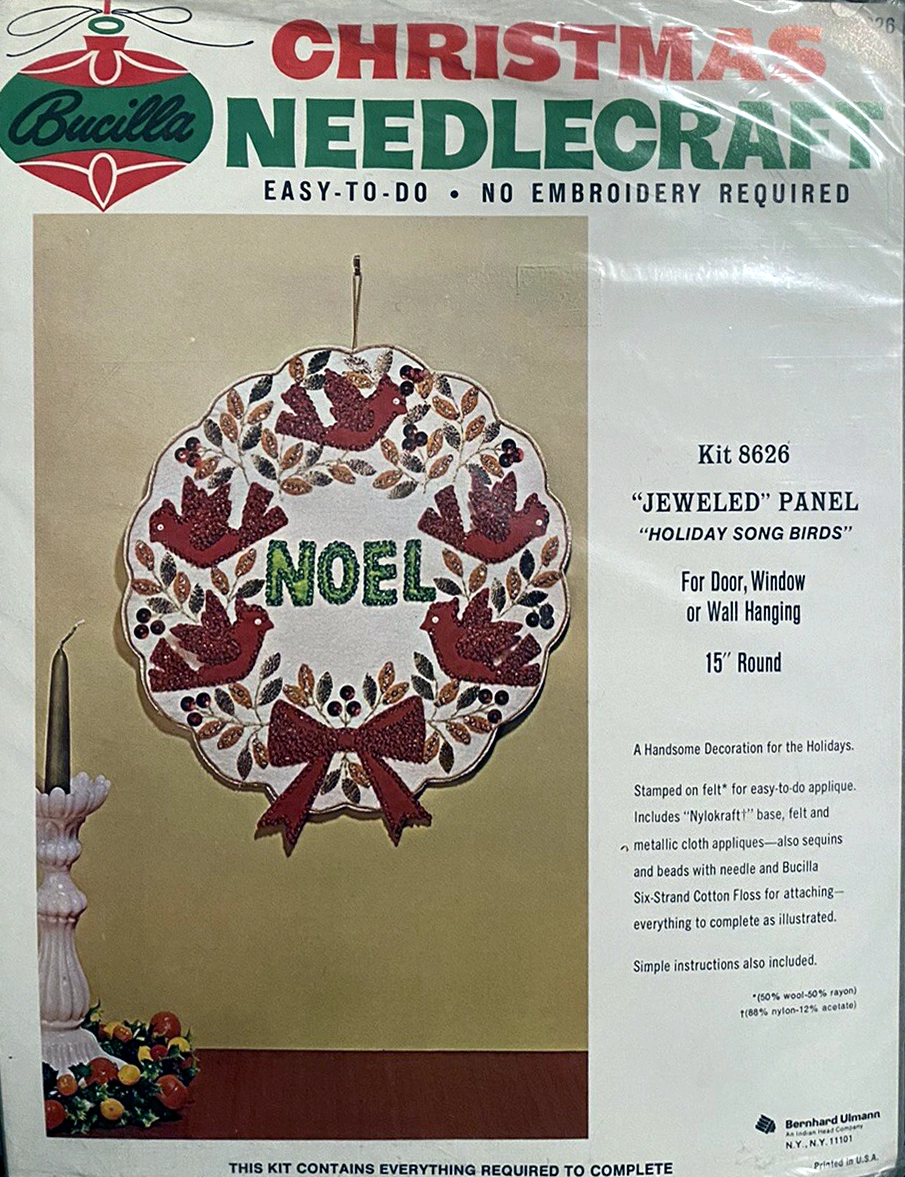 26
Bucilla
CHRISTMAS
NEEDLECRAFT
EASY-TO-DO • NO EMBROIDERY REQUIRED
NOEL
Kit 8626
“JEWELED” PANEL
“HOLIDAY SONG BIRDS”
For Door, Window
or Wall Hanging
15″ Round
A Handsome Decoration for the Holidays.
Stamped on felt* for easy-to-do applique.
Includes “Nylokraft†” base, felt and
metallic cloth appliques—also sequins
and beads with needle and Bucilla
Six-Strand Cotton Floss for attaching—
everything to complete as illustrated.
Simple instructions also included.
*(50% wool-50% rayon)
†(88% nylon-12% acetate)
Bernhard Ulmann
An Indian Head Company
N.Y., N.Y. 11101
Printed in U.S.A.
THIS KIT CONTAINS EVERYTHING REQUIRED TO COMPLETE